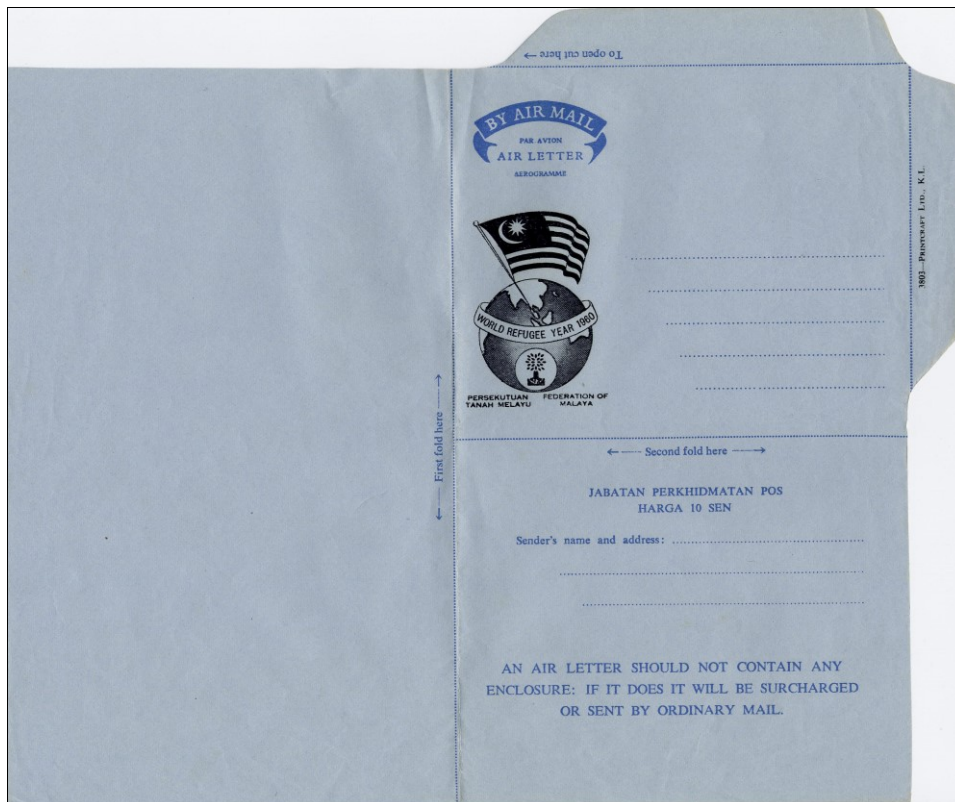 To open cut here →
BY AIR MAIL
PAR AVION
AIR LETTER
AEROGRAMME
WORLD REFUGEE YEAR 1960
PERSEKUTUAN TANAH MELAYU
FEDERATION OF MALAYA
3803—PRINTCRAFT LTD., K.L.
←—— First fold here ——→
←—— Second fold here ——→
JABATAN PERKHIDMATAN POS
HARGA 10 SEN
Sender's name and address:
AN AIR LETTER SHOULD NOT CONTAIN ANY
ENCLOSURE: IF IT DOES IT WILL BE SURCHARGED
OR SENT BY ORDINARY MAIL.